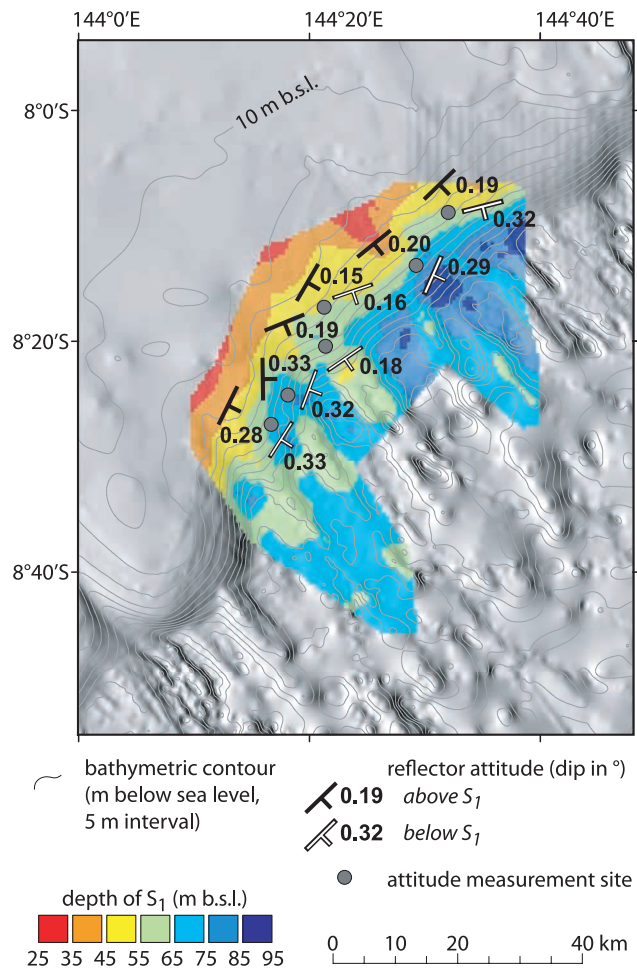 144°0'E 144°20'E 144°40'E
8°0'S
10 m b.s.l.
0.19
0.32
0.20
0.29
0.15
0.16
8°20'S
0.19
0.18
0.33
0.32
0.28
0.33
8°40'S
bathymetric contour
(m below sea level,
5 m interval)
reflector attitude (dip in °)
0.19 above S1
0.32 below S1
attitude measurement site
depth of S1 (m b.s.l.)
25 35 45 55 65 75 85 95
0 10 20 40 km